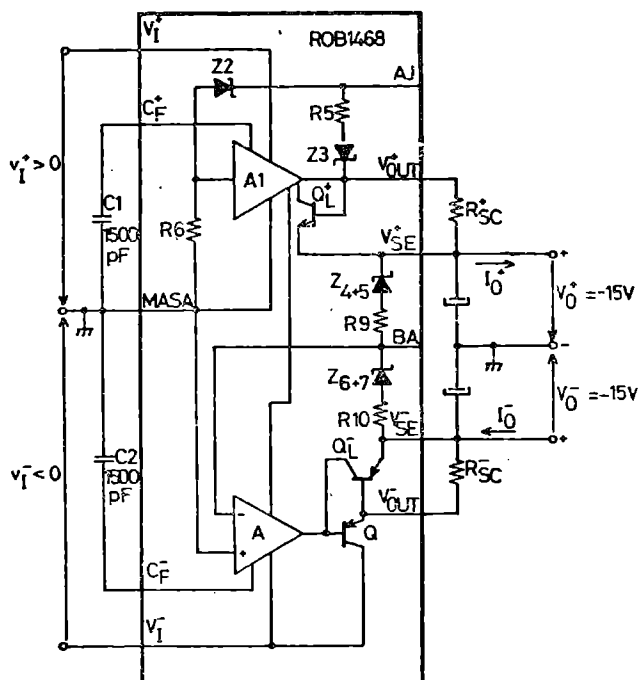 V_I^+
ROB1468
Z2
AJ
C_F^+
R5
Z3
V_OUT^+
v_I^+>0
A1
Q_L^+
R_SC^+
C1
1500
pF
R6
V_SE^+
I_O^+
+
Z4+5
MASA
R9
V_O^+=-15V
BA
-
Z6+7
V_O^-=-15V
R10
V_SE^-
I_O^-
+
v_I^-<0
Q_L^-
R_SC^-
C2
1500
pF
V_OUT^-
-
A
Q
+
C_F^-
V_I^-